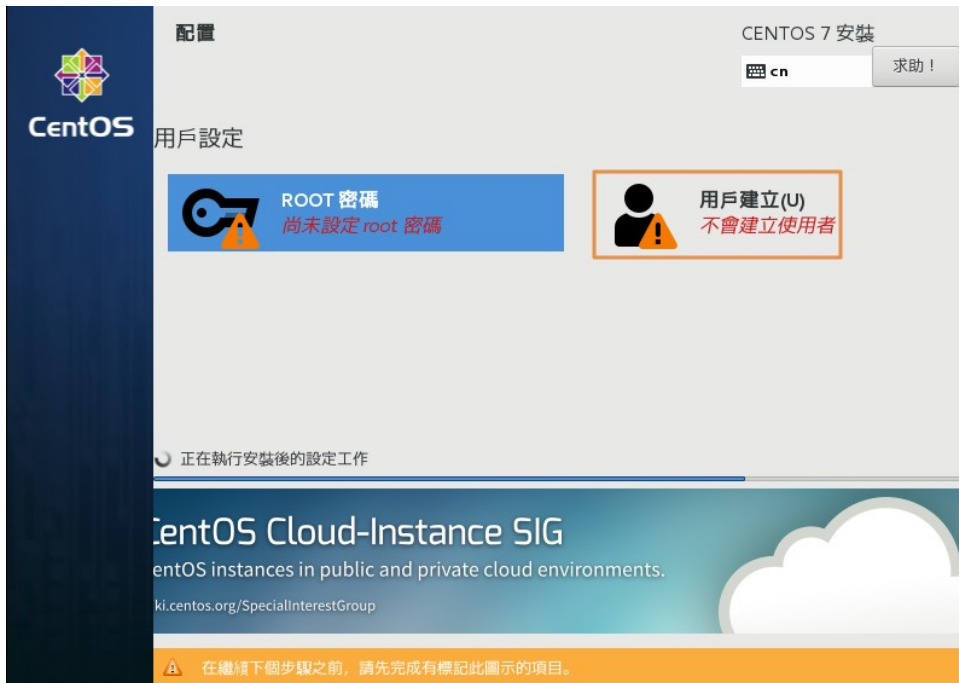 配置
CENTOS 7 安裝
cn
求助！
CentOS
用戶設定
ROOT 密碼
尚未設定 root 密碼
用戶建立(U)
不會建立使用者
正在執行安裝後的設定工作
CentOS Cloud-Instance SIG
entOS instances in public and private cloud environments.
ki.centos.org/SpecialInterestGroup
在繼續下個步驟之前，請先完成有標記此圖示的項目。